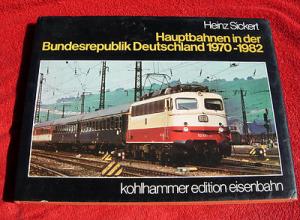 Heinz Sickert
Hauptbahnen in der
Bundesrepublik Deutschland 1970-1982
kohlhammer edition eisenbahn